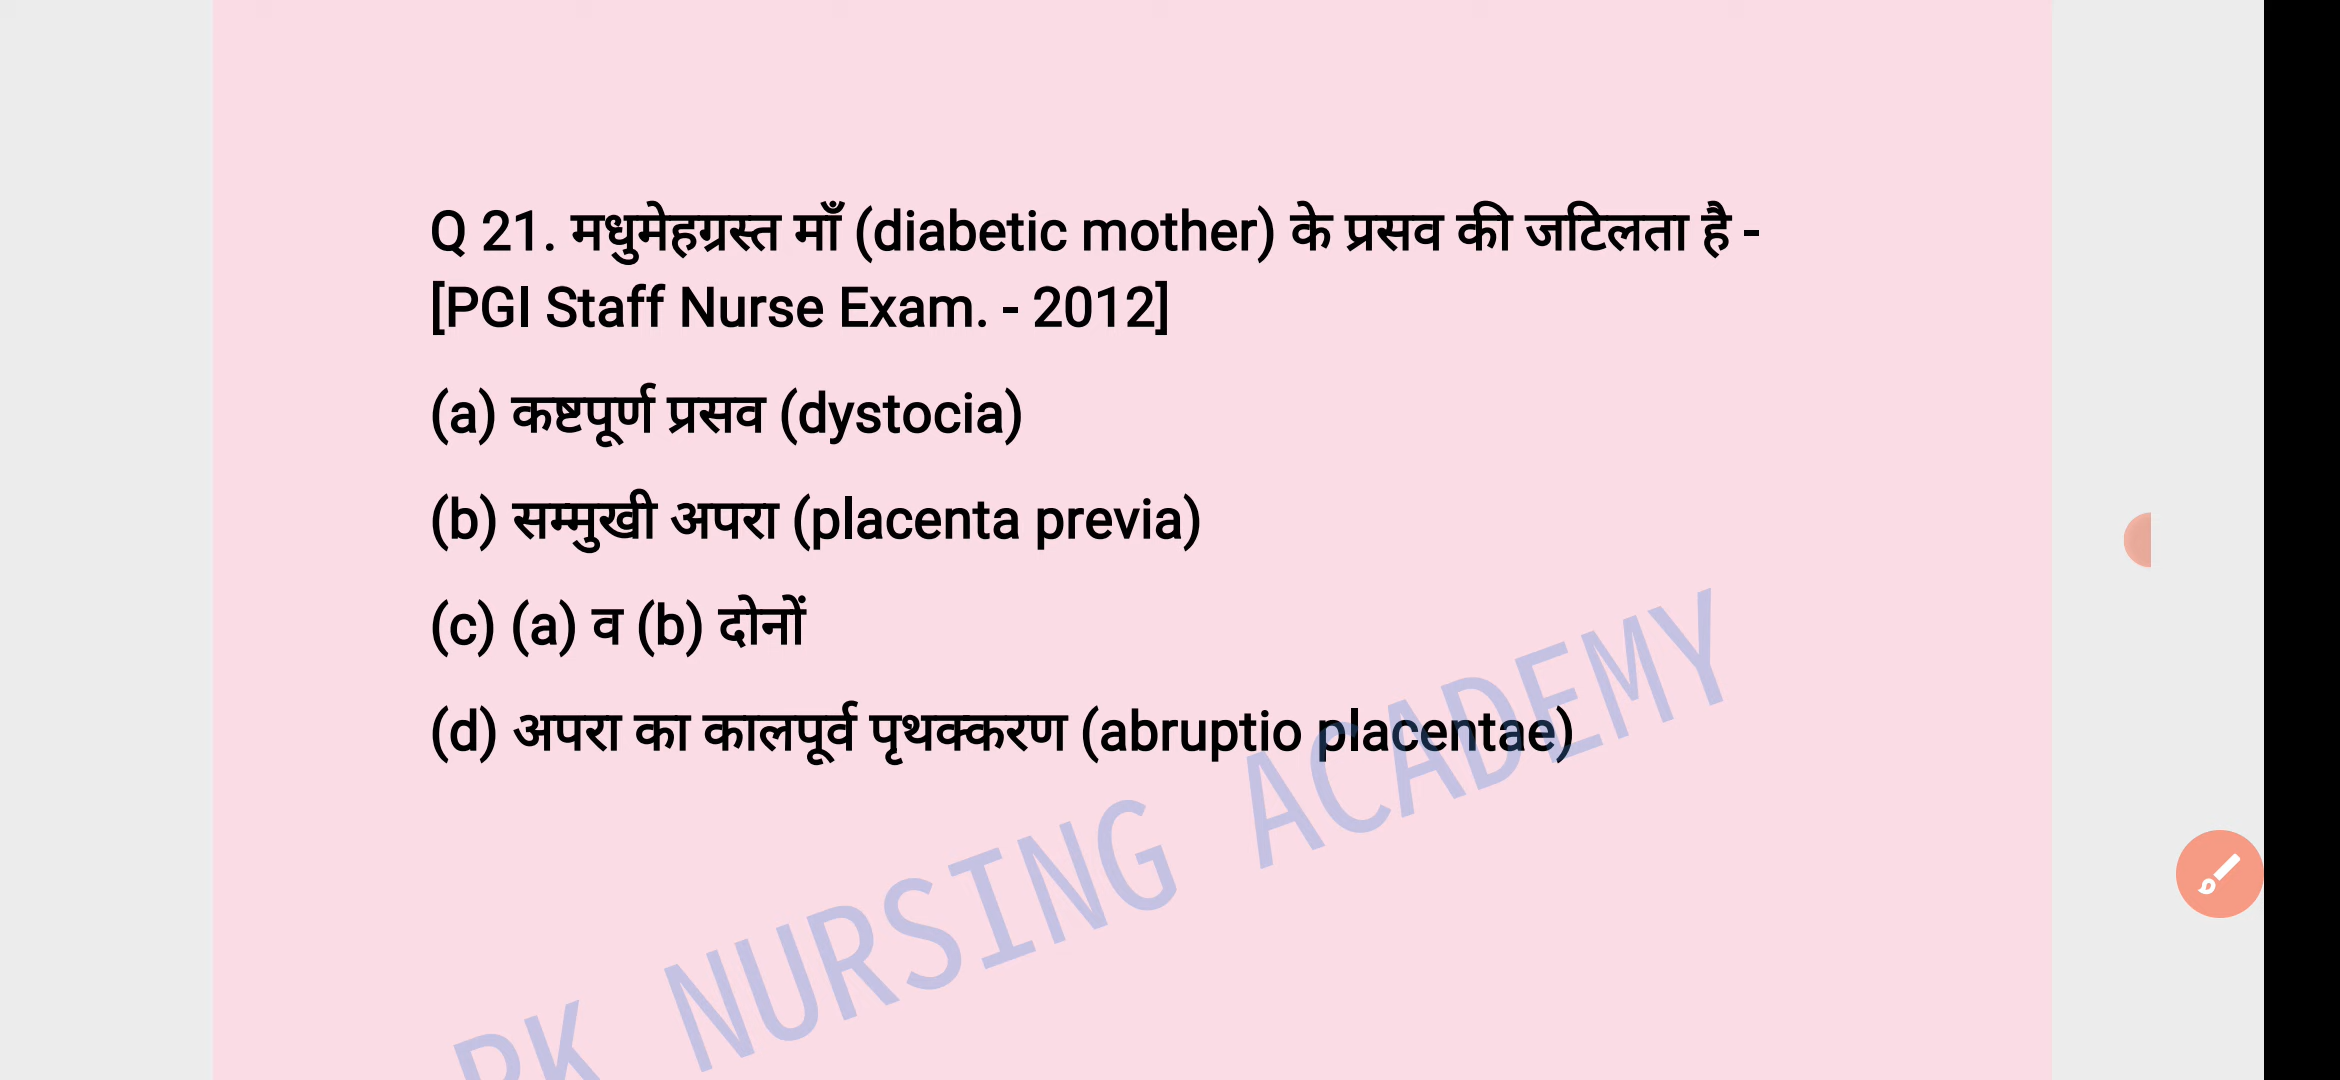 Q 21. मधुमेहग्रस्त माँ (diabetic mother) के प्रसव की जटिलता है -
[PGI Staff Nurse Exam. - 2012]
(a) कष्टपूर्ण प्रसव (dystocia)
(b) सम्मुखी अपरा (placenta previa)
(c) (a) व (b) दोनों
(d) अपरा का कालपूर्व पृथक्करण (abruptio placentae)
NURSING ACADEMY